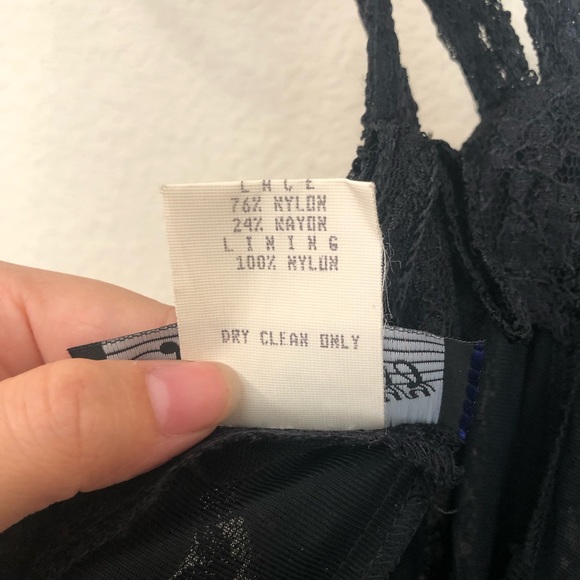 LACE
76% NYLON
24% RAYON
LINING
100% NYLON
DRY CLEAN ONLY